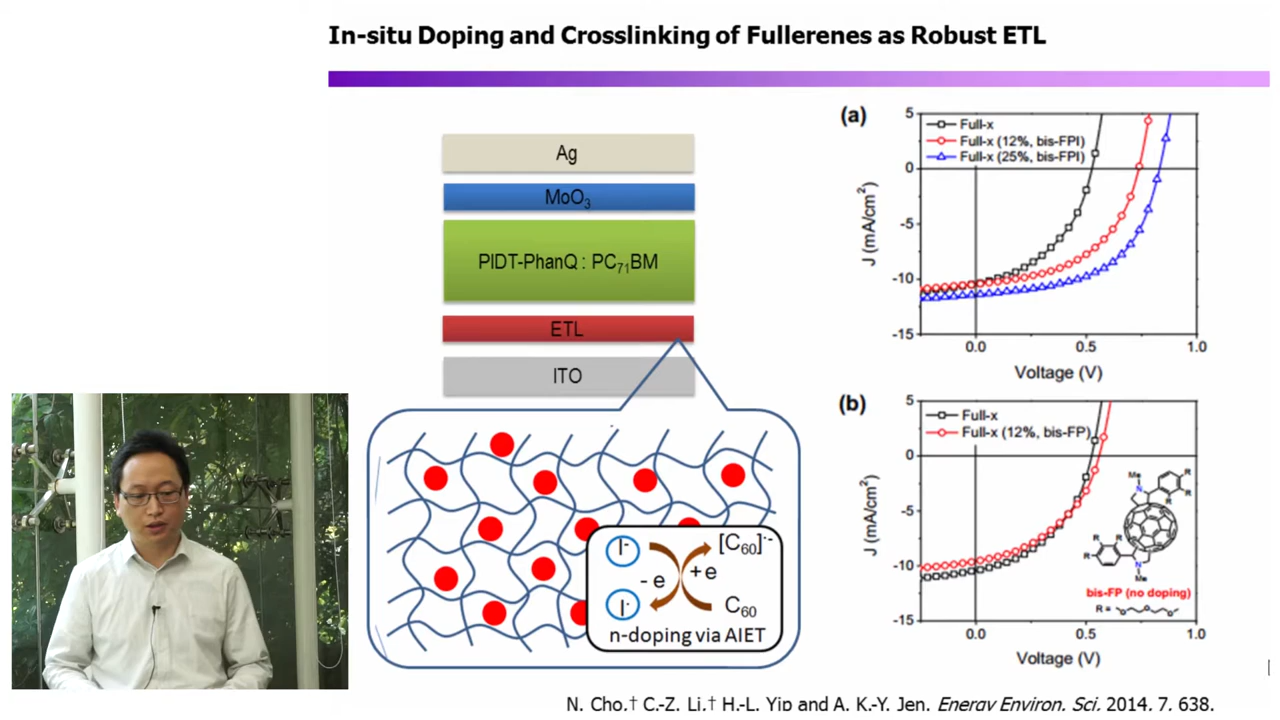 In-situ Doping and Crosslinking of Fullerenes as Robust ETL
Ag
MoO₃
PIDT-PhanQ : PC₇₁BM
ETL
ITO
I⁻
[C₆₀]·⁻
- e
+ e
I·
C₆₀
n-doping via AIET
(a)
Full-x
Full-x (12%, bis-FPI)
Full-x (25%, bis-FPI)
J (mA/cm²)
5
0
-5
-10
-15
0.0
0.5
1.0
Voltage (V)
(b)
Full-x
Full-x (12%, bis-FP)
J (mA/cm²)
5
0
-5
-10
-15
Me
N
R
R
R
R
R
R
N
Me
bis-FP (no doping)
R =
O
O
O
0.0
0.5
1.0
Voltage (V)
N. Cho,† C.-Z. Li,† H.-L. Yip and A. K.-Y. Jen. Energy Environ. Sci, 2014, 7, 638.